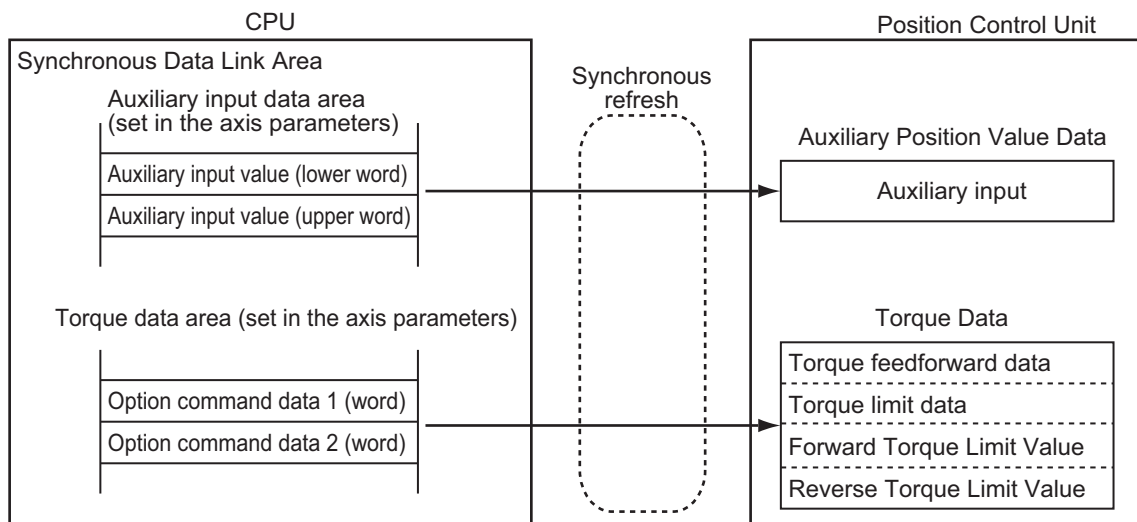 CPU
Position Control Unit
Synchronous Data Link Area
Auxiliary input data area
(set in the axis parameters)
Auxiliary input value (lower word)
Auxiliary input value (upper word)
Synchronous
refresh
Auxiliary Position Value Data
Auxiliary input
Torque data area (set in the axis parameters)
Option command data 1 (word)
Option command data 2 (word)
Torque Data
Torque feedforward data
Torque limit data
Forward Torque Limit Value
Reverse Torque Limit Value